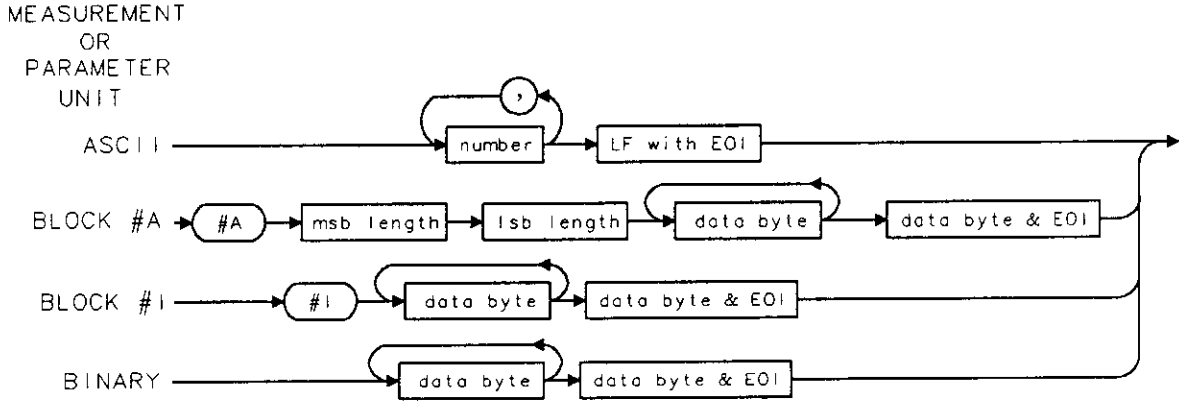 MEASUREMENT
OR
PARAMETER
UNIT
,
ASCII number LF with EOI
BLOCK #A #A msb length lsb length data byte data byte & EOI
BLOCK #I #I data byte data byte & EOI
BINARY data byte data byte & EOI